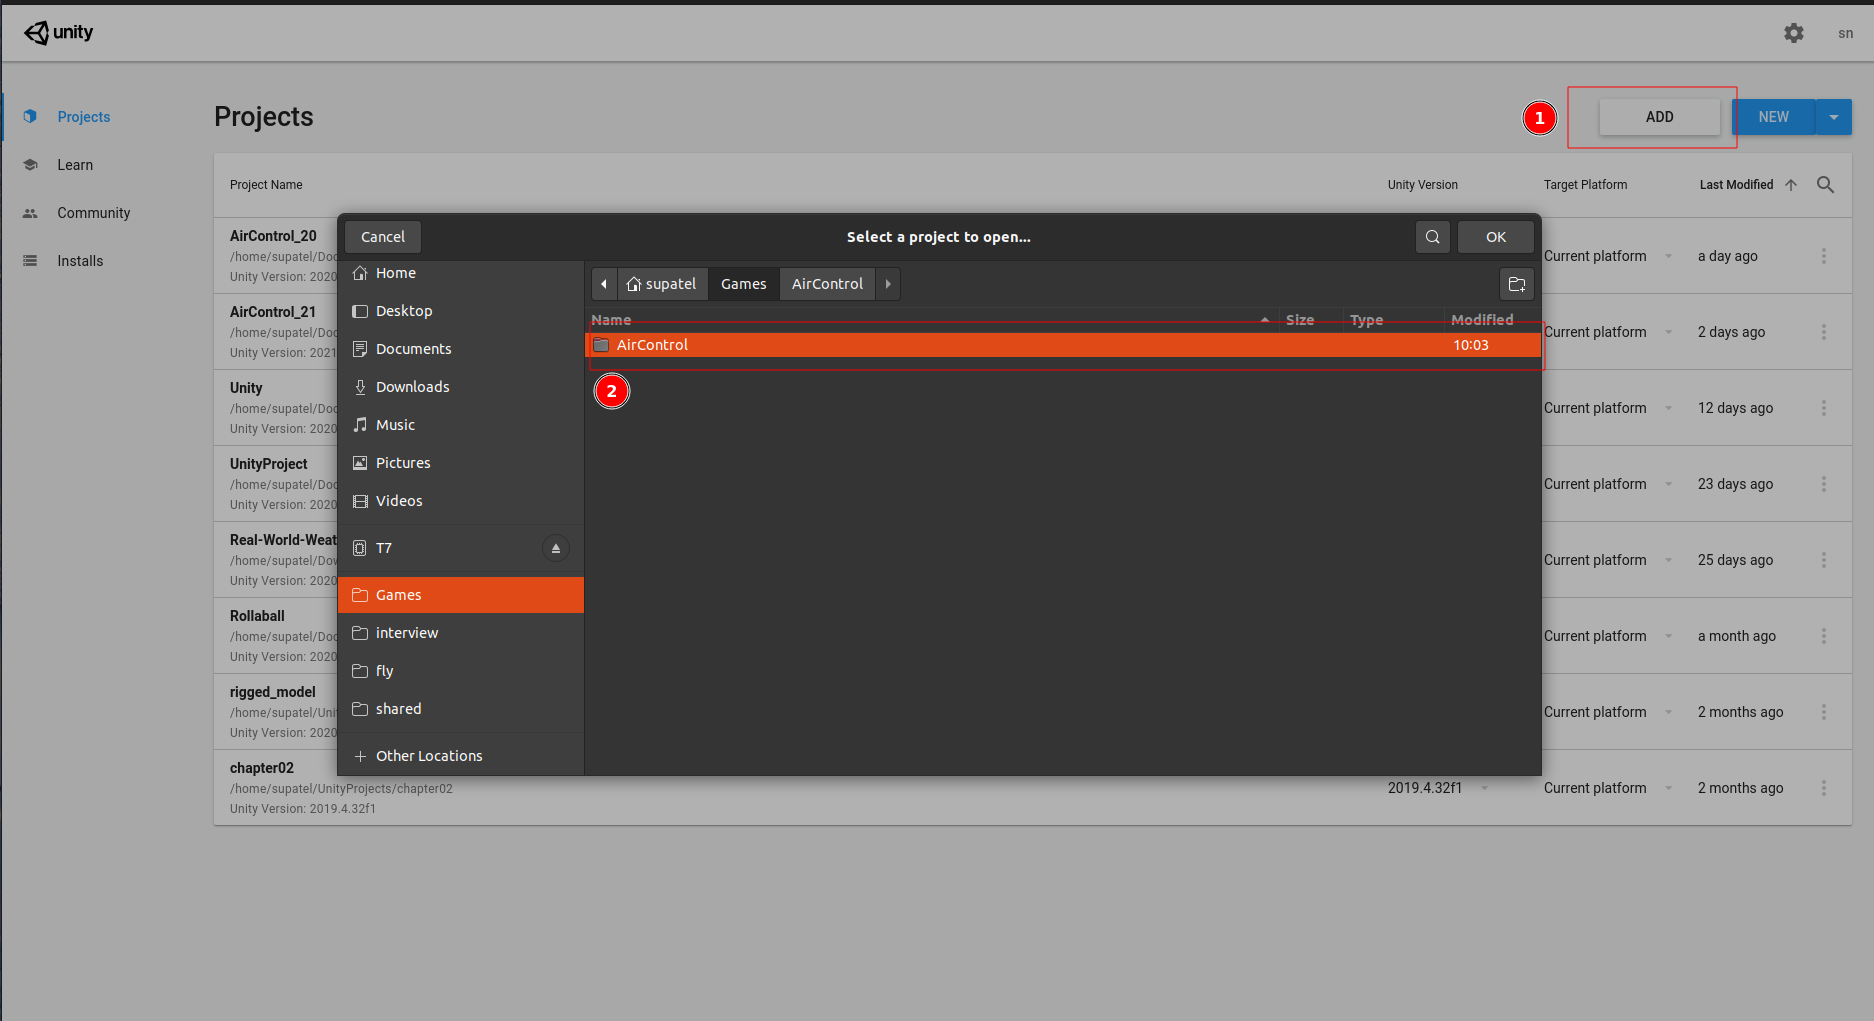 unity
sn
Projects
Learn
Community
Installs
Projects
1
ADD
NEW
Project Name
Unity Version
Target Platform
Last Modified
AirControl_20
/home/supatel/Doc
Unity Version: 2020
Current platform
a day ago
AirControl_21
/home/supatel/Doc
Unity Version: 2021
Current platform
2 days ago
Unity
/home/supatel/Doc
Unity Version: 2020
Current platform
12 days ago
UnityProject
/home/supatel/Doc
Unity Version: 2020
Current platform
23 days ago
Real-World-Weat
/home/supatel/Dow
Unity Version: 2020
Current platform
25 days ago
Rollaball
/home/supatel/Doc
Unity Version: 2020
Current platform
a month ago
rigged_model
/home/supatel/Unit
Unity Version: 2020
Current platform
2 months ago
chapter02
/home/supatel/UnityProjects/chapter02
Unity Version: 2019.4.32f1
2019.4.32f1
Current platform
2 months ago
Cancel
Select a project to open...
OK
Home
Desktop
Documents
Downloads
Music
Pictures
Videos
T7
Games
interview
fly
shared
Other Locations
supatel
Games
AirControl
Name
Size
Type
Modified
AirControl
10:03
2